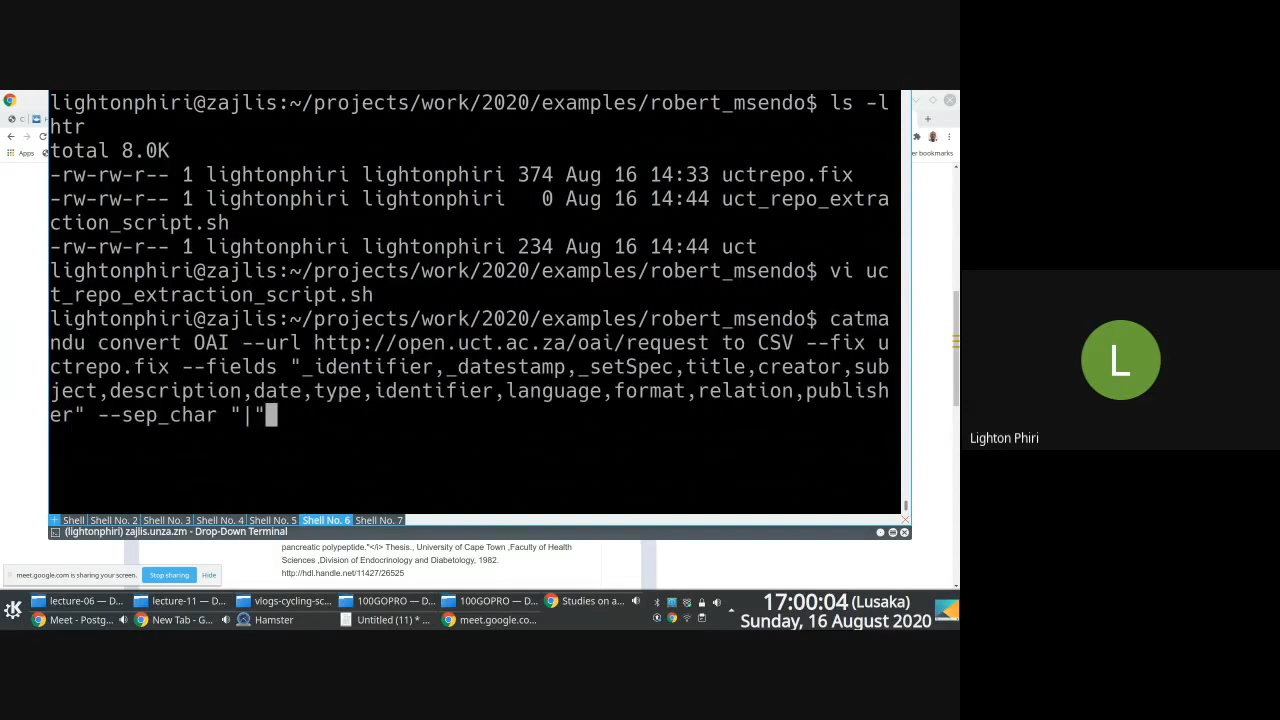 lightonphiri@zajlis:~/projects/work/2020/examples/robert_msendo$ ls -l
htr
total 8.0K
-rw-rw-r-- 1 lightonphiri lightonphiri 374 Aug 16 14:33 uctrepo.fix
-rw-rw-r-- 1 lightonphiri lightonphiri   0 Aug 16 14:44 uct_repo_extra
ction_script.sh
-rw-rw-r-- 1 lightonphiri lightonphiri 234 Aug 16 14:44 uct
lightonphiri@zajlis:~/projects/work/2020/examples/robert_msendo$ vi uc
t_repo_extraction_script.sh
lightonphiri@zajlis:~/projects/work/2020/examples/robert_msendo$ catma
ndu convert OAI --url http://open.uct.ac.za/oai/request to CSV --fix u
ctrepo.fix --fields "_identifier,_datestamp,_setSpec,title,creator,sub
ject,description,date,type,identifier,language,format,relation,publish
er" --sep_char "|"
Apps
er bookmarks
Shell Shell No. 2 Shell No. 3 Shell No. 4 Shell No. 5 Shell No. 6 Shell No. 7
(lightonphiri) zajlis.unza.zm - Drop-Down Terminal
pancreatic polypeptide."</i> Thesis., University of Cape Town ,Faculty of Health
Sciences ,Division of Endocrinology and Diabetology, 1982.
http://hdl.handle.net/11427/26525
meet.google.com is sharing your screen. Stop sharing Hide
lecture-06 — D... lecture-11 — D... vlogs-cycling-sc... 100GOPRO — D... 100GOPRO — D... Studies on a...
Meet - Postg... New Tab - G... Hamster Untitled (11) * ... meet.google.co...
17:00:04 (Lusaka)
Sunday, 16 August 2020
L
Lighton Phiri